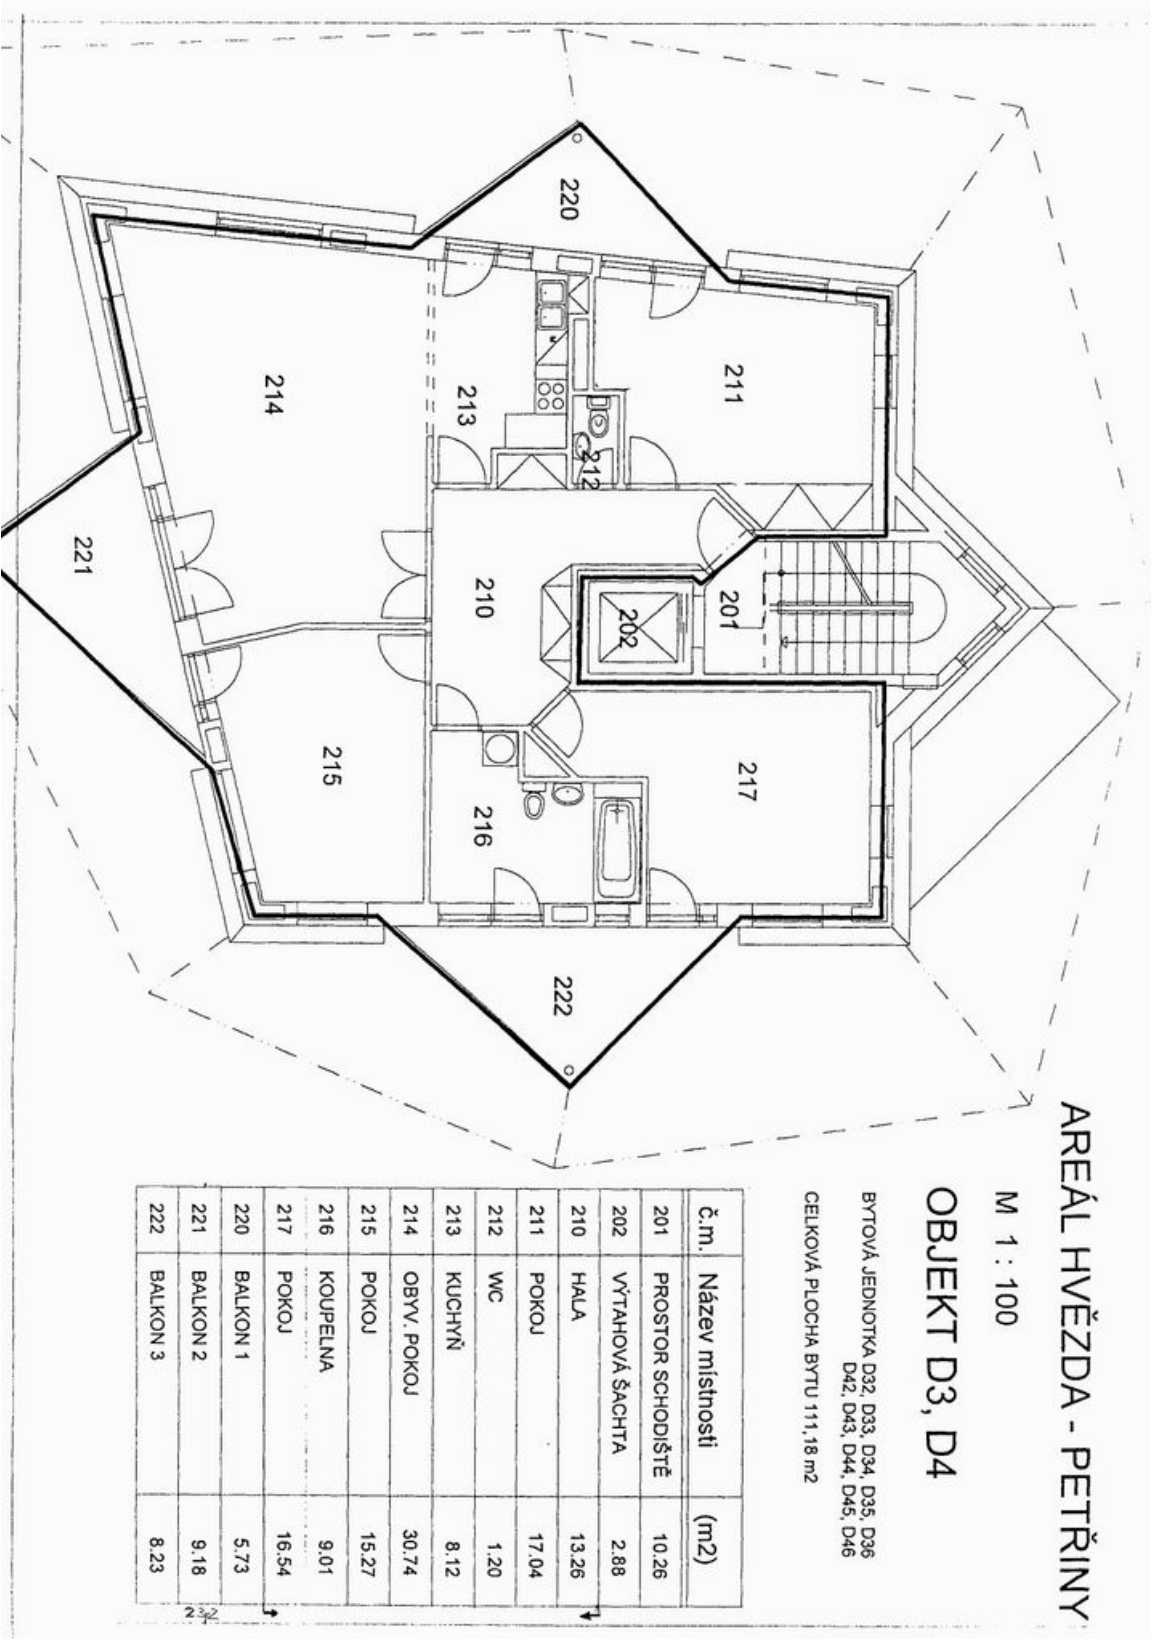 AREÁL HVĚZDA - PETŘINY
M 1 : 100
OBJEKT D3, D4
BYTOVÁ JEDNOTKA D32, D33, D34, D35, D36
D42, D43, D44, D45, D46
CELKOVÁ PLOCHA BYTU 111,18 m2
č.m. Název místnosti (m2)
201 PROSTOR SCHODIŠTĚ 10.26
202 VÝTAHOVÁ ŠACHTA 2.88
210 HALA 13.26
211 POKOJ 17.04
212 WC 1.20
213 KUCHYŇ 8.12
214 OBYV. POKOJ 30.74
215 POKOJ 15.27
216 KOUPELNA 9.01
217 POKOJ 16.54
220 BALKON 1 5.73
221 BALKON 2 9.18
222 BALKON 3 8.23
220
211
214
213
212
221
210
201
202
215
216
217
222